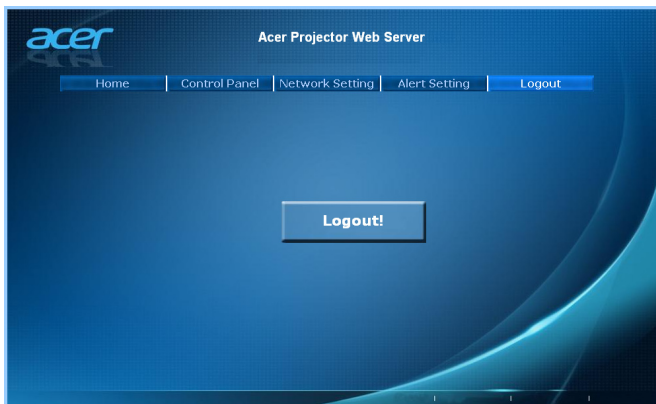 acer
Acer Projector Web Server
Home Control Panel Network Setting Alert Setting Logout
Logout!